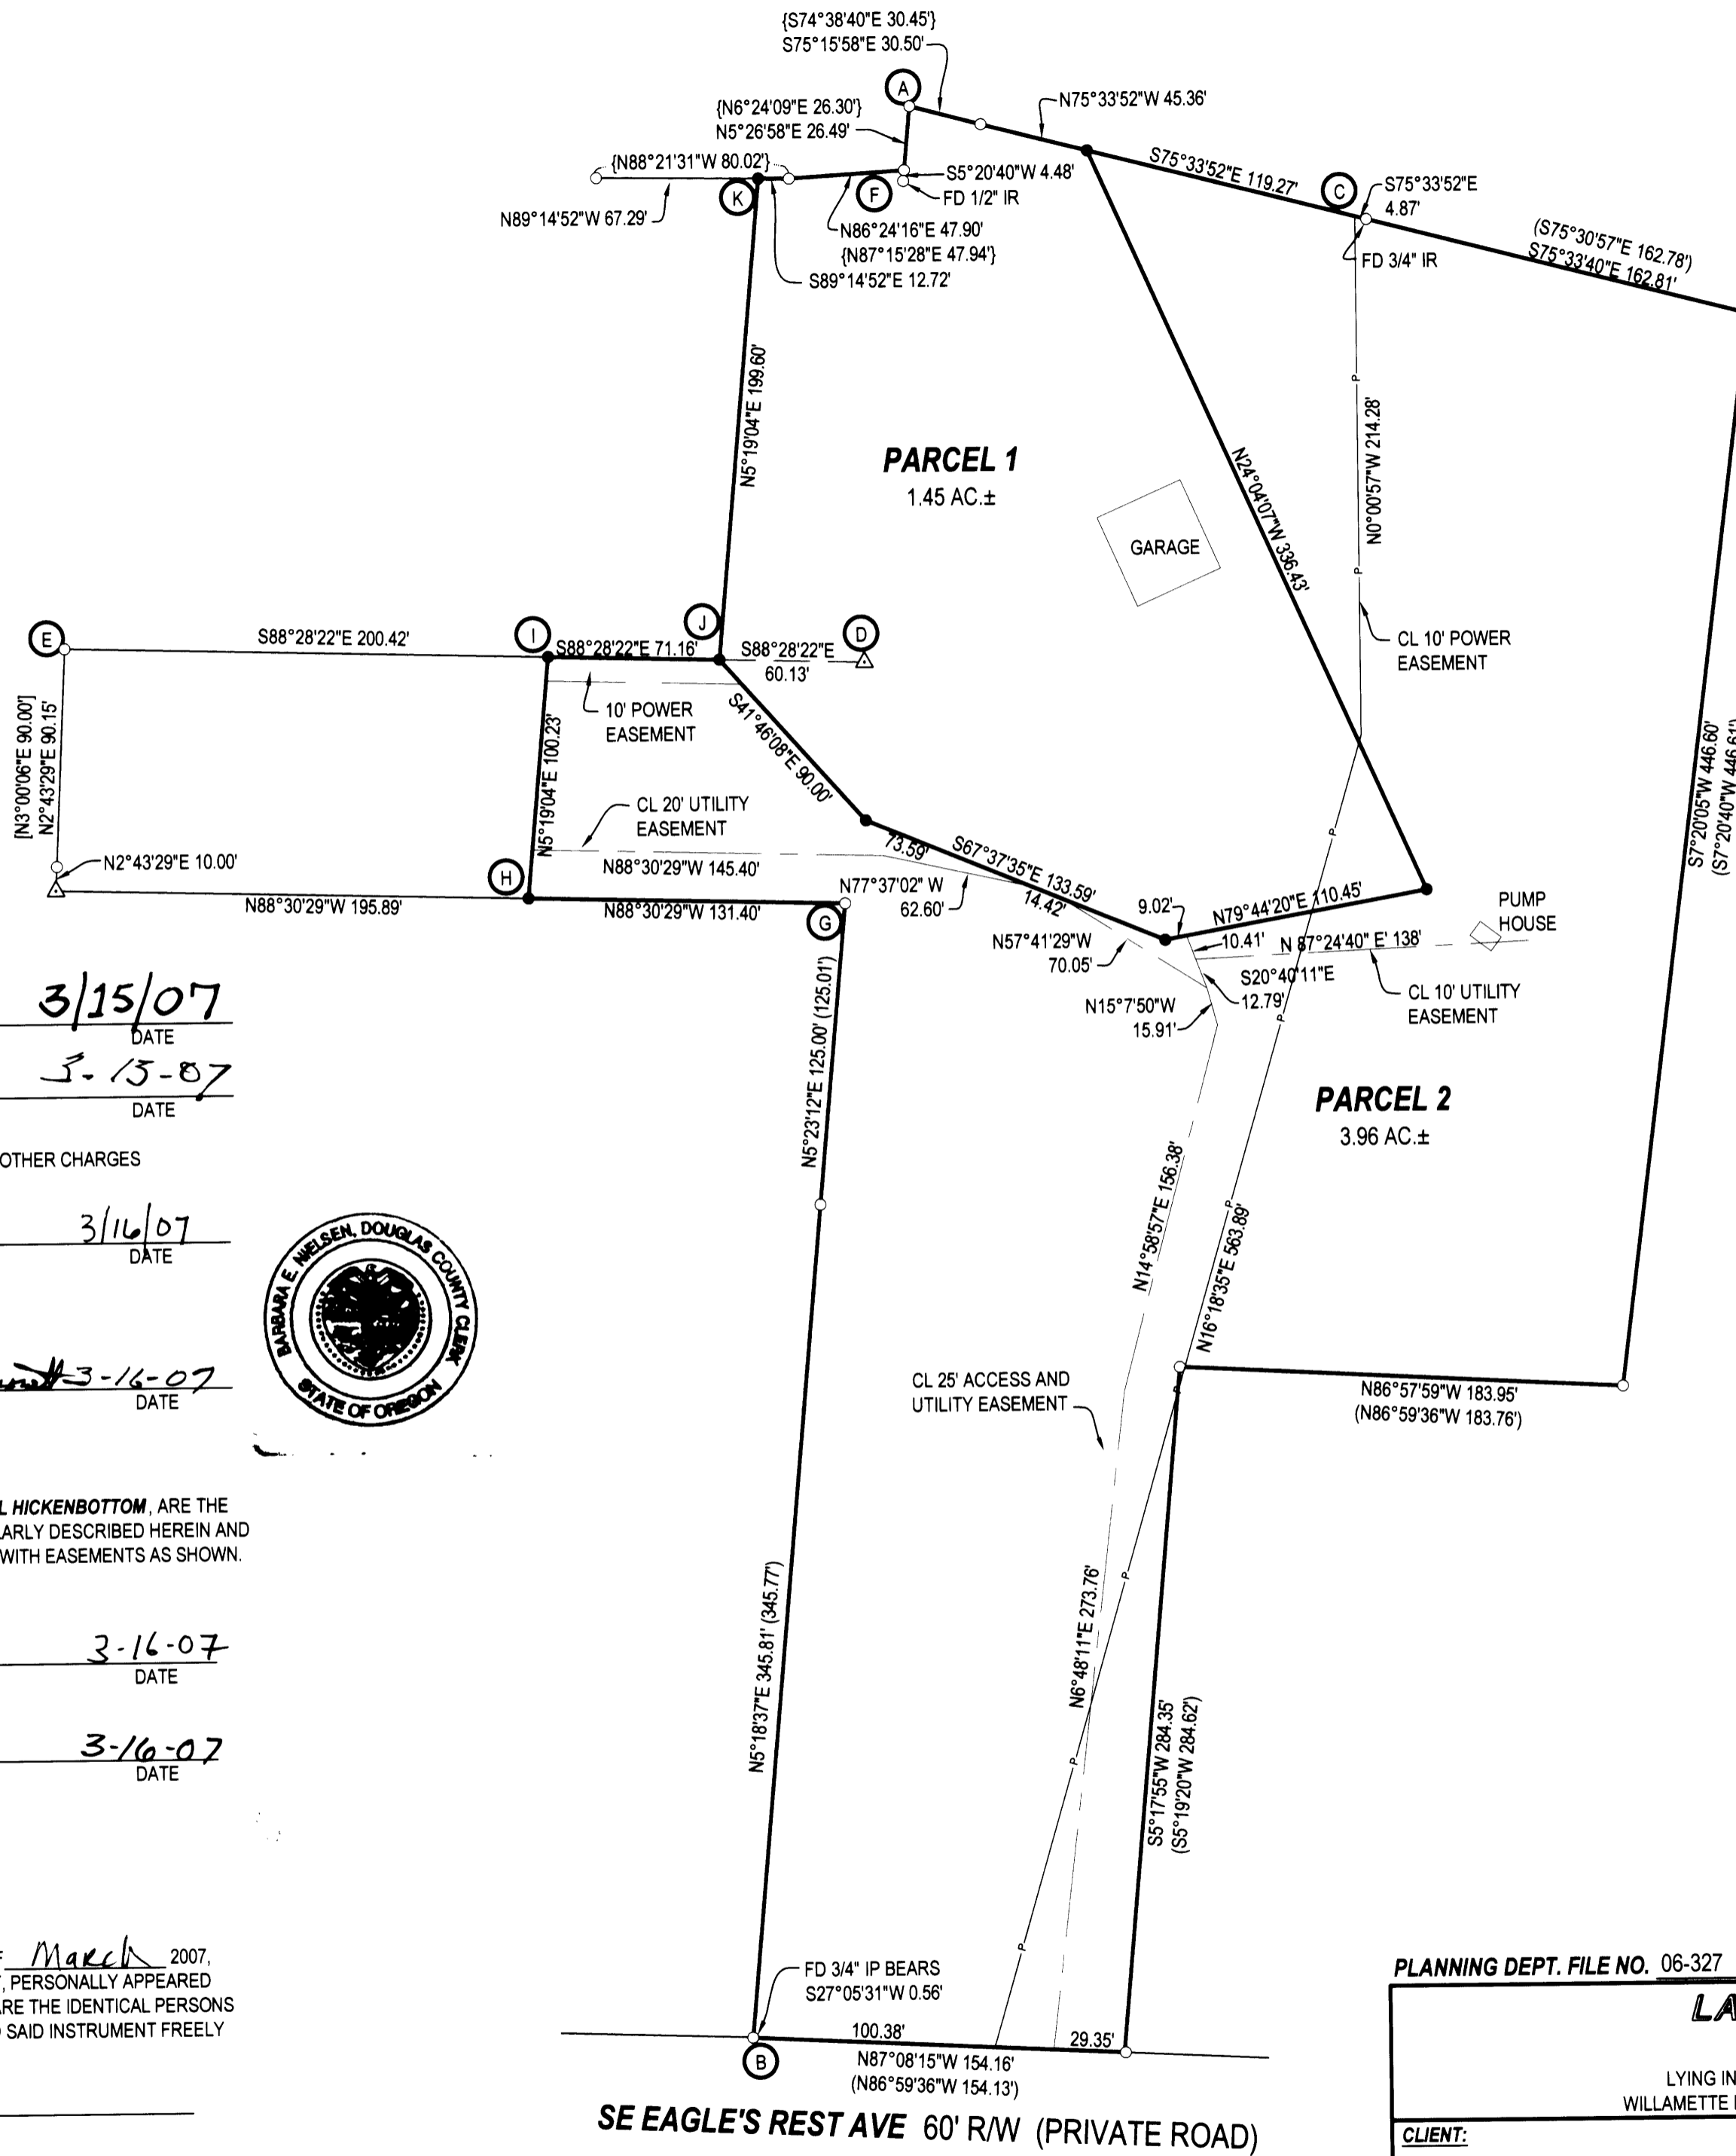 {S74°38'40"E 30.45'}
S75°15'58"E 30.50'
A
N75°33'52"W 45.36'
{N6°24'09"E 26.30'}
N5°26'58"E 26.49'
{N88°21'31"W 80.02'}
S75°33'52"E 119.27'
C
S75°33'52"E
4.87'
S5°20'40"W 4.48'
K
F
FD 1/2" IR
N89°14'52"W 67.29'
N86°24'16"E 47.90'
{N87°15'28"E 47.94'}
S89°14'52"E 12.72'
FD 3/4" IR
(S75°30'57"E 162.78')
S75°33'40"E 162.81'
N5°19'04"E 199.60'
PARCEL 1
1.45 AC.±
GARAGE
N24°04'07"W 336.43'
N0°00'57"W 214.28'
P
P
CL 10' POWER
EASEMENT
E
S88°28'22"E 200.42'
I
J
S88°28'22"E 71.16'
S88°28'22"E
60.13'
D
10' POWER
EASEMENT
[N3°00'06"E 90.00']
N2°43'29"E 90.15'
N5°19'04"E 100.23'
S41°46'08"E 90.00'
S7°20'05"W 446.60'
(S7°20'40"W 446.61')
CL 20' UTILITY
EASEMENT
P
N2°43'29"E 10.00'
N88°30'29"W 145.40'
73.59'
S67°37'35"E 133.59'
H
N77°37'02" W
62.60'
14.42'
N88°30'29"W 195.89'
N88°30'29"W 131.40'
G
9.02'
N79°44'20"E 110.45'
PUMP
HOUSE
N57°41'29"W
70.05'
10.41'
N 87°24'40" E' 138'
S20°40'11"E
12.79'
CL 10' UTILITY
EASEMENT
N15°7'50"W
15.91'
P
3/15/07
DATE
3-15-07
DATE
N5°23'12"E 125.00' (125.01')
PARCEL 2
3.96 AC.±
OTHER CHARGES
3/16/07
DATE
BARBARA E. NIELSEN, DOUGLAS COUNTY CLERK
STATE OF OREGON
N14°58'57"E 156.38'
P
N16°18'35"E 563.89'
3-16-07
DATE
CL 25' ACCESS AND
UTILITY EASEMENT
P
N86°57'59"W 183.95'
(N86°59'36"W 183.76')
L HICKENBOTTOM, ARE THE
ARLY DESCRIBED HEREIN AND
WITH EASEMENTS AS SHOWN.
N5°18'37"E 345.81' (345.77')
N6°48'11"E 273.76'
P
S5°17'55"W 284.35'
(S5°19'20"W 284.62')
3-16-07
DATE
P
3-16-07
DATE
P
March 2007,
, PERSONALLY APPEARED
ARE THE IDENTICAL PERSONS
SAID INSTRUMENT FREELY
FD 3/4" IP BEARS
S27°05'31"W 0.56'
100.38'
29.35'
B
N87°08'15"W 154.16'
(N86°59'36"W 154.13')
SE EAGLE'S REST AVE 60' R/W (PRIVATE ROAD)
PLANNING DEPT. FILE NO. 06-327
LA
LYING IN
WILLAMETTE
CLIENT: